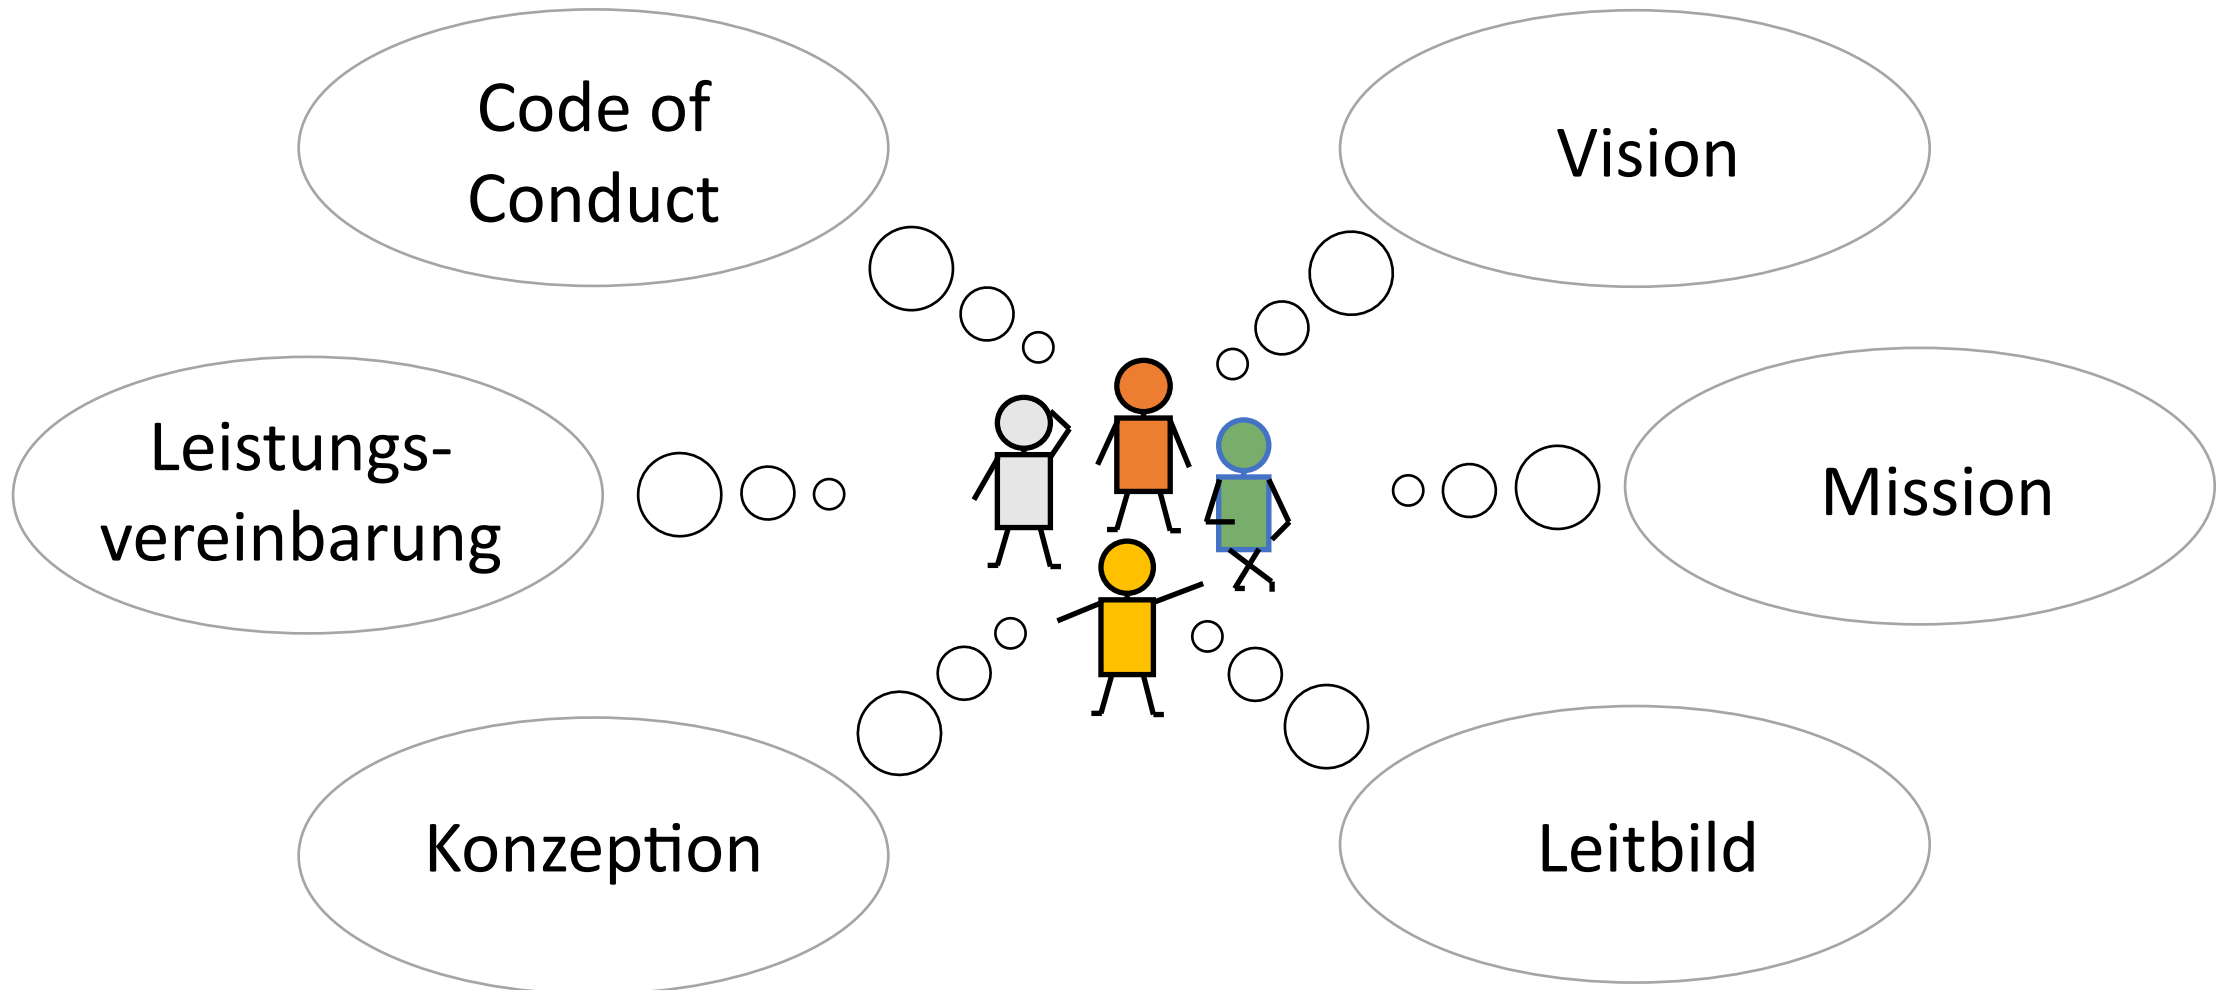 Code of
Conduct
Vision
Leistungs-
vereinbarung
Mission
Konzeption
Leitbild